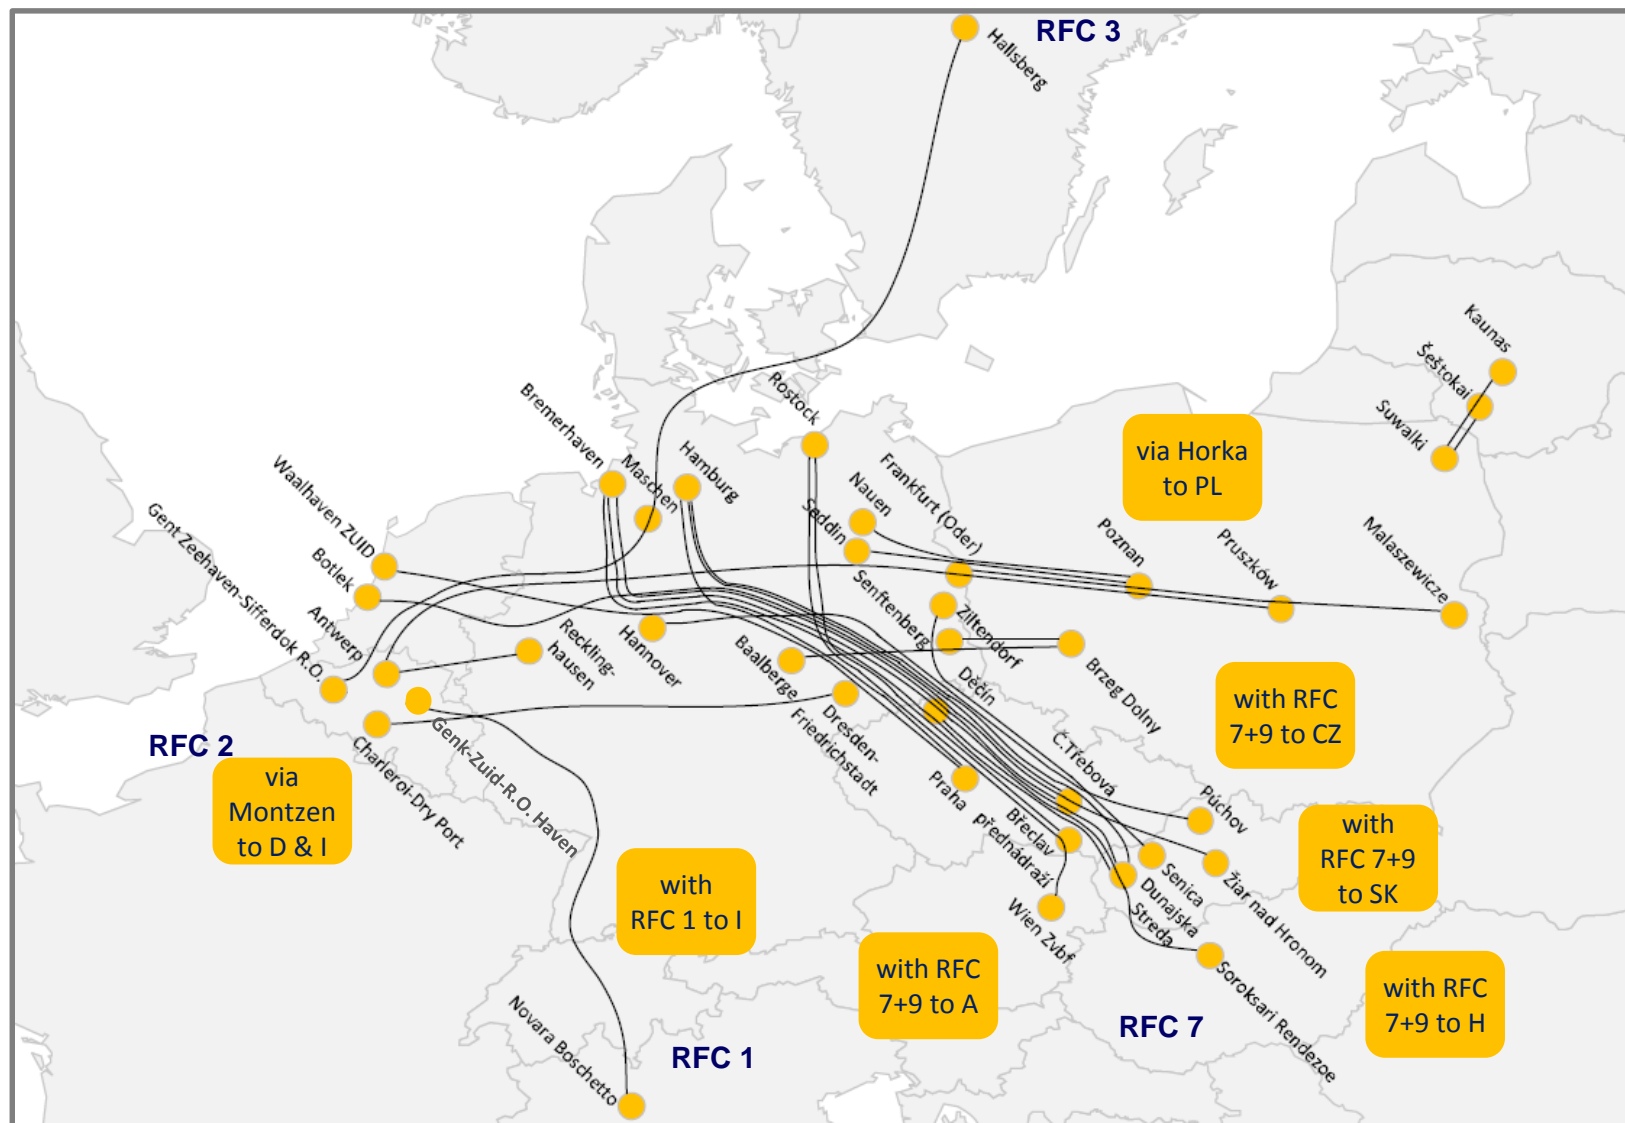 RFC 3
Hallsberg
Kaunas
Šeštokai
Suwalki
Rostock
Bremerhaven
Maschen
Hamburg
via Horka
to PL
Nauen
Seddin
Frankfurt (Oder)
Poznan
Pruszków
Malaszewicze
Waalhaven ZUID
Botlek
Gent Zeehaven-Sifferdok R.O.
Antwerp
Reckling-
hausen
Hannover
Baalberge
Senftenberg
Ziltendorf
Brzeg Dolny
with RFC
7+9 to CZ
Děčín
Dresden-
Friedrichstadt
RFC 2
Charleroi-Dry Port
Genk-Zuid-R.O. Haven
via
Montzen
to D & I
Praha
přednádraží
Č.Třebová
Púchov
Břeclav
with
RFC 7+9
to SK
Senica
Žiar nad Hronom
Dunajska
Streda
Wien Zvbf
with
RFC 1 to I
with RFC
7+9 to A
with RFC
7+9 to H
Soroksari Rendezoe
RFC 7
Novara Boschetto
RFC 1